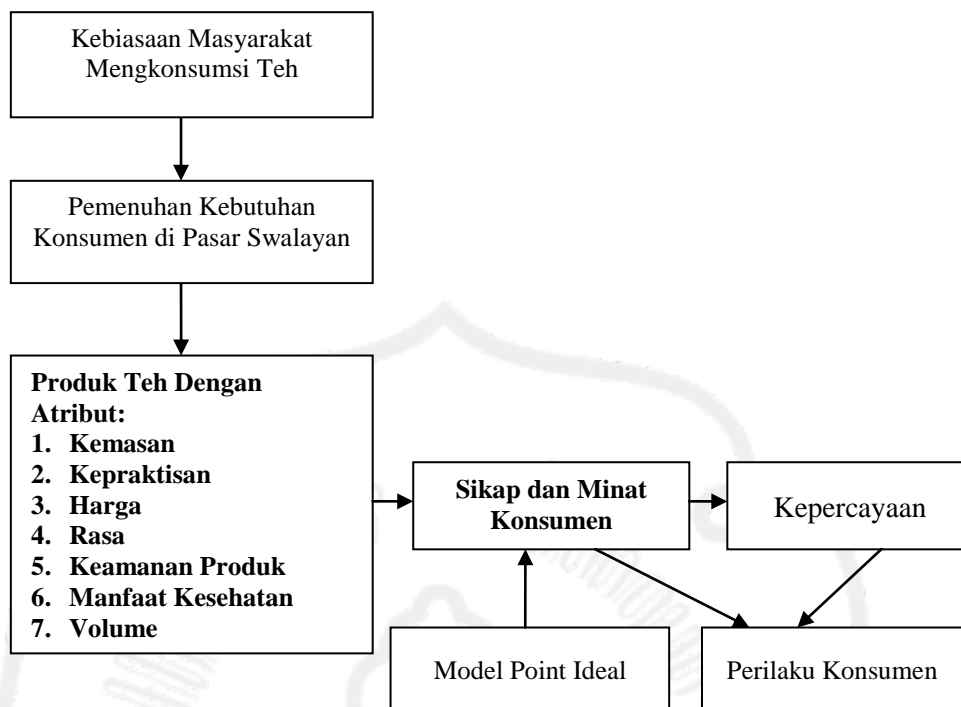 Kebiasaan Masyarakat
Mengkonsumsi Teh
Pemenuhan Kebutuhan
Konsumen di Pasar Swalayan
Produk Teh Dengan
Atribut:
1. Kemasan
2. Kepraktisan
3. Harga
4. Rasa
5. Keamanan Produk
6. Manfaat Kesehatan
7. Volume
Sikap dan Minat
Konsumen
Kepercayaan
Model Point Ideal
Perilaku Konsumen